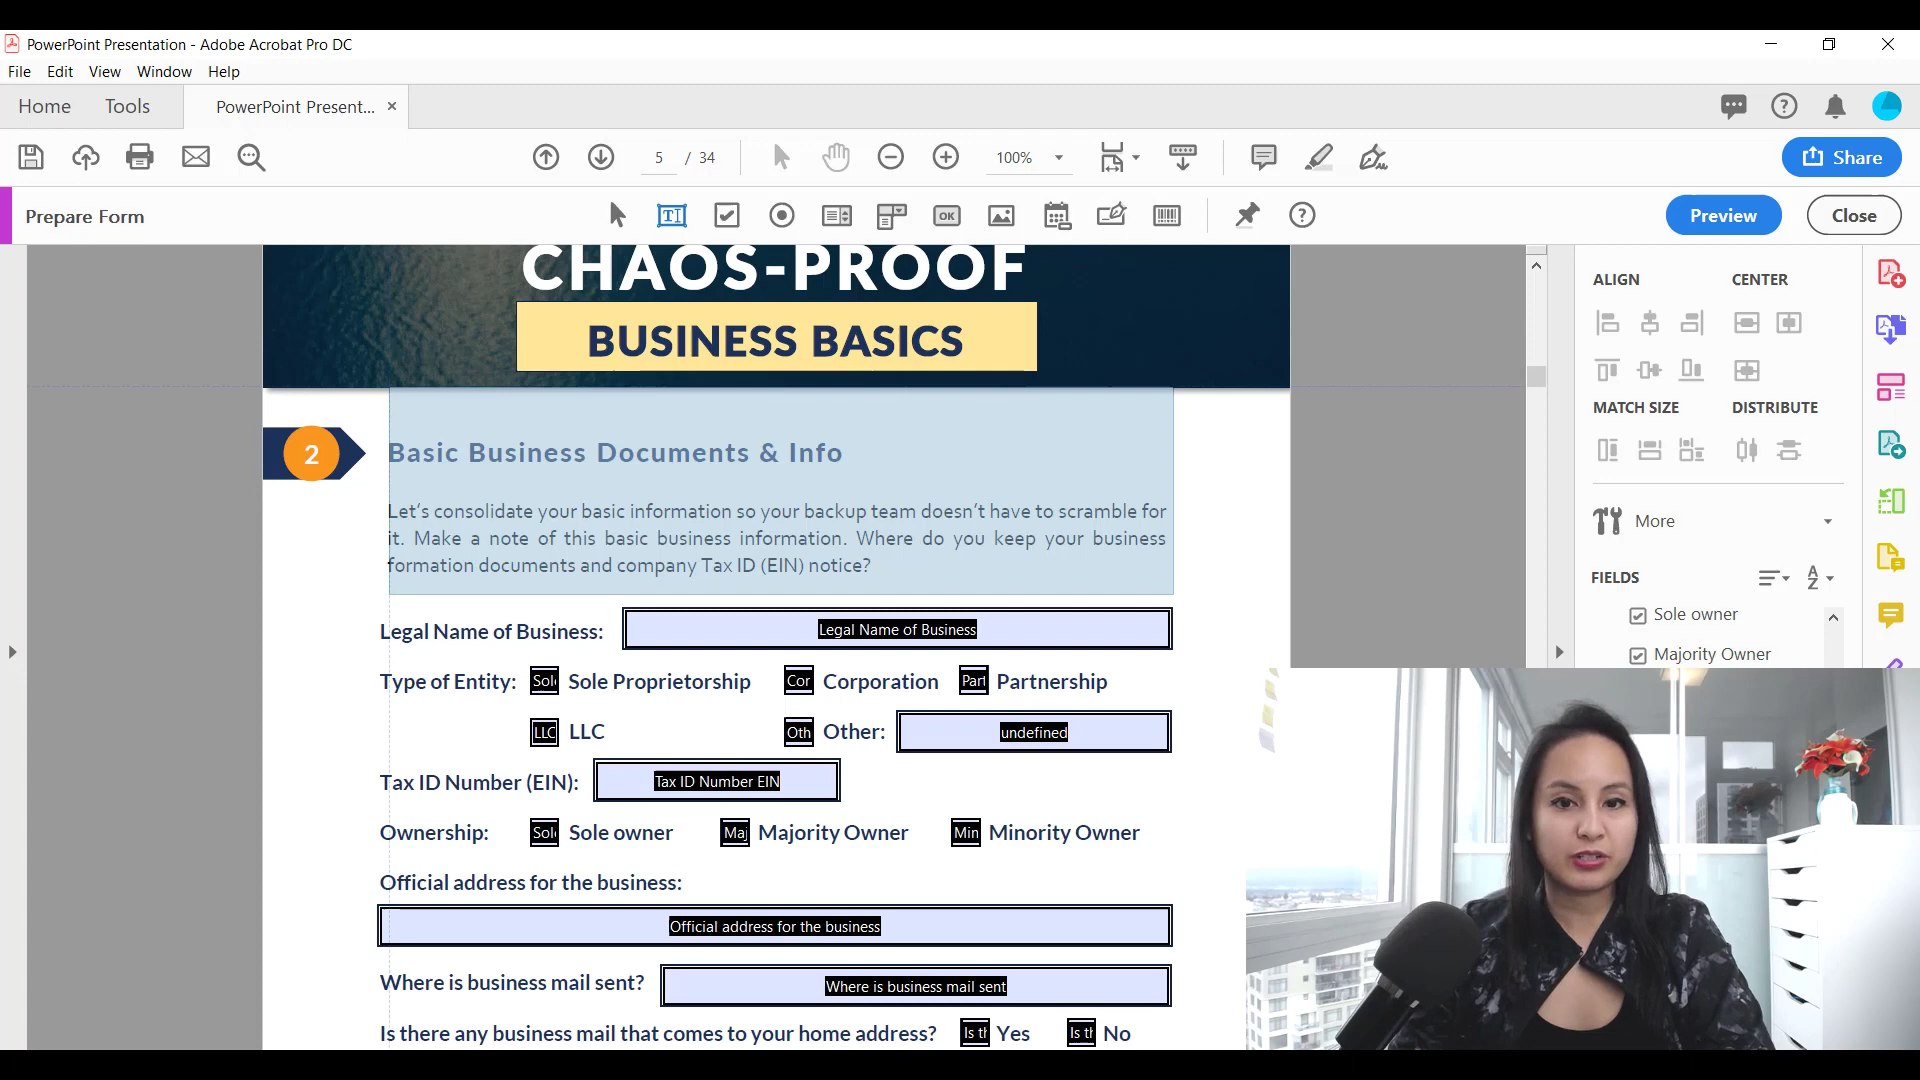 PowerPoint Presentation - Adobe Acrobat Pro DC
File Edit View Window Help
Home Tools PowerPoint Present... ×
5 / 34 100% Share
Prepare Form OK Preview Close
CHAOS-PROOF
BUSINESS BASICS
2 Basic Business Documents & Info
Let's consolidate your basic information so your backup team doesn't have to scramble for
it. Make a note of this basic business information. Where do you keep your business
formation documents and company Tax ID (EIN) notice?
Legal Name of Business: Legal Name of Business
Type of Entity: Sol Sole Proprietorship Cor Corporation Part Partnership
LLC LLC Oth Other: undefined
Tax ID Number (EIN): Tax ID Number EIN
Ownership: Sol Sole owner Maj Majority Owner Min Minority Owner
Official address for the business:
Official address for the business
Where is business mail sent? Where is business mail sent
Is there any business mail that comes to your home address? Is th Yes Is th No
ALIGN CENTER
MATCH SIZE DISTRIBUTE
More
FIELDS
Sole owner
Majority Owner